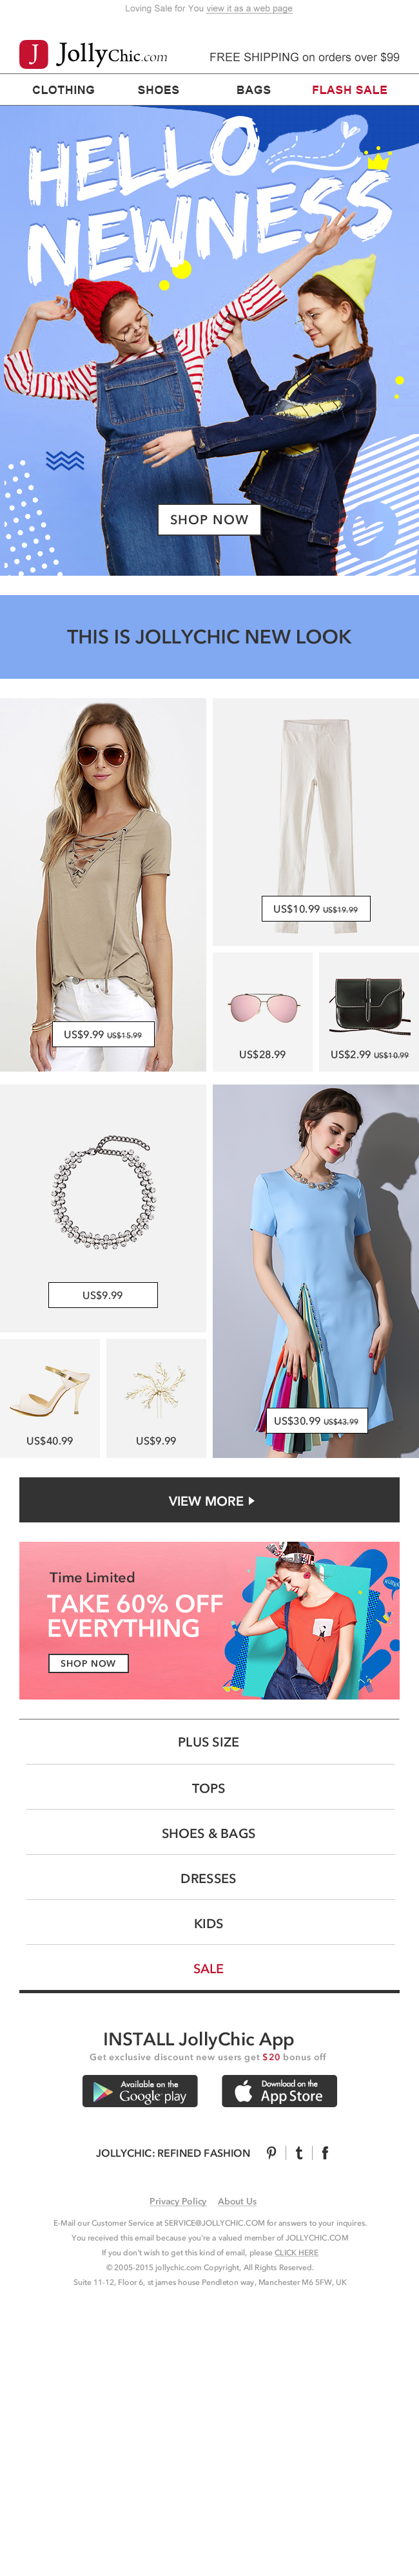 Loving Sale for You view it as a web page
J JollyChic.com
FREE SHIPPING on orders over $99
CLOTHING SHOES BAGS FLASH SALE
HELLO
NEWNESS
SHOP NOW
THIS IS JOLLYCHIC NEW LOOK
US$10.99 US$19.99
US$9.99 US$15.99
US$28.99
US$2.99 US$10.99
US$9.99
US$40.99
US$9.99
US$30.99 US$43.99
VIEW MORE
Time Limited
TAKE 60% OFF
EVERYTHING
SHOP NOW
PLUS SIZE
TOPS
SHOES & BAGS
DRESSES
KIDS
SALE
INSTALL JollyChic App
Get exclusive discount new users get $20 bonus off
Available on the
Google play
Download on the
App Store
JOLLYCHIC: REFINED FASHION
Privacy Policy About Us
E-Mail our Customer Service at SERVICE@JOLLYCHIC.COM for answers to your inquires.
You received this email because you're a valued member of JOLLYCHIC.COM
If you don't wish to get this kind of email, please CLICK HERE
© 2005-2015 jollychic.com Copyright, All Rights Reserved.
Suite 11-12, Floor 6, st james house Pendleton way, Manchester M6 5FW, UK